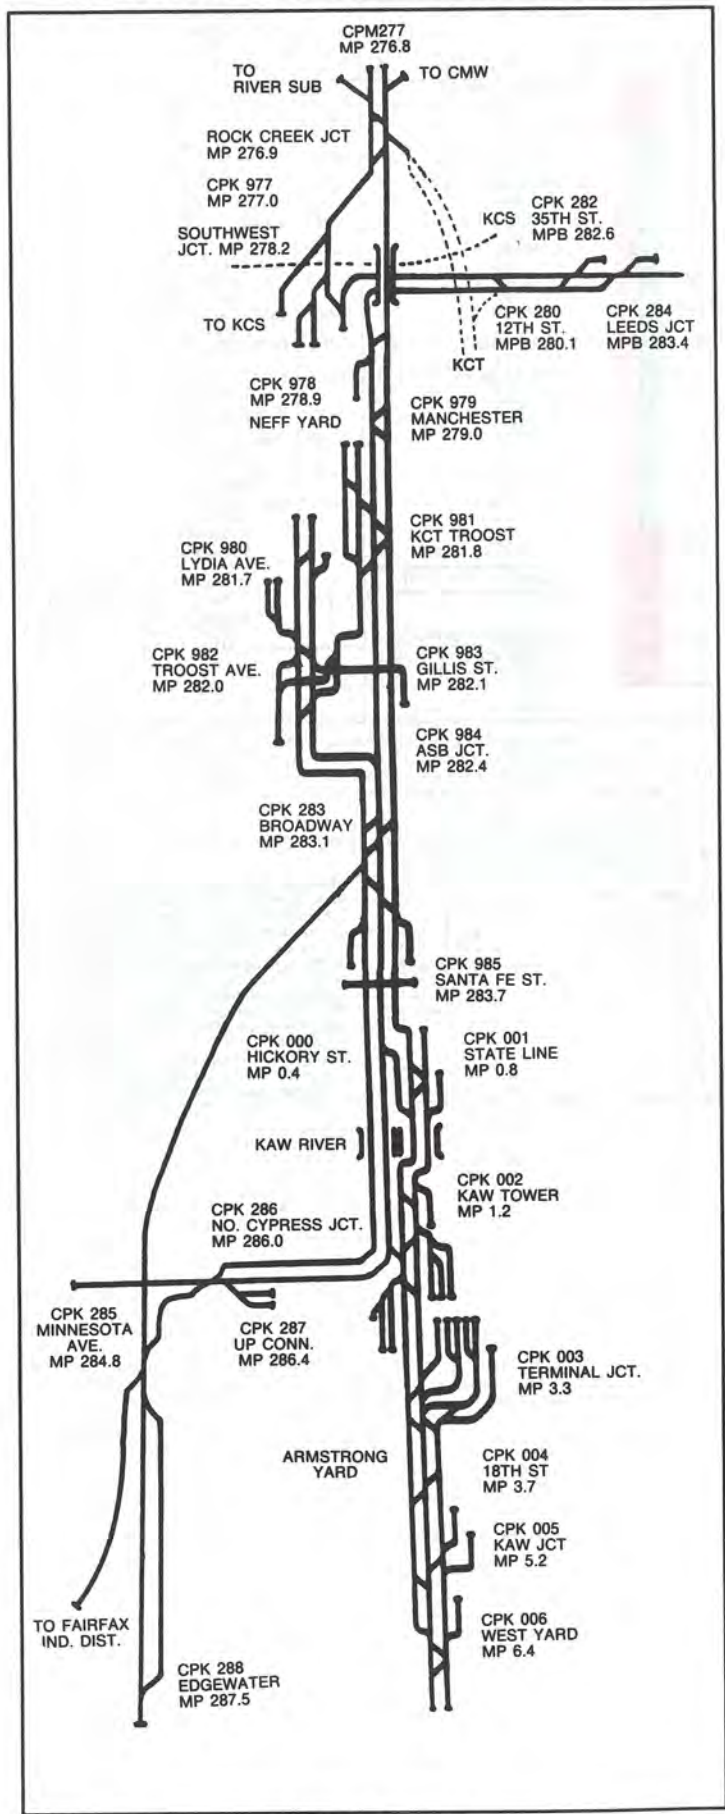 CPM277
MP 276.8
TO
RIVER SUB
TO CMW
ROCK CREEK JCT
MP 276.9
CPK 977
MP 277.0
SOUTHWEST
JCT. MP 278.2
KCS
CPK 282
35TH ST.
MPB 282.6
TO KCS
CPK 280
12TH ST.
MPB 280.1
CPK 284
LEEDS JCT
MPB 283.4
KCT
CPK 978
MP 278.9
NEFF YARD
CPK 979
MANCHESTER
MP 279.0
CPK 981
KCT TROOST
MP 281.8
CPK 980
LYDIA AVE.
MP 281.7
CPK 982
TROOST AVE.
MP 282.0
CPK 983
GILLIS ST.
MP 282.1
CPK 984
ASB JCT.
MP 282.4
CPK 283
BROADWAY
MP 283.1
CPK 985
SANTA FE ST.
MP 283.7
CPK 000
HICKORY ST.
MP 0.4
CPK 001
STATE LINE
MP 0.8
KAW RIVER
CPK 002
KAW TOWER
MP 1.2
CPK 286
NO. CYPRESS JCT.
MP 286.0
CPK 285
MINNESOTA
AVE.
MP 284.8
CPK 287
UP CONN.
MP 286.4
CPK 003
TERMINAL JCT.
MP 3.3
ARMSTRONG
YARD
CPK 004
18TH ST
MP 3.7
CPK 005
KAW JCT
MP 5.2
TO FAIRFAX
IND. DIST.
CPK 006
WEST YARD
MP 6.4
CPK 288
EDGEWATER
MP 287.5